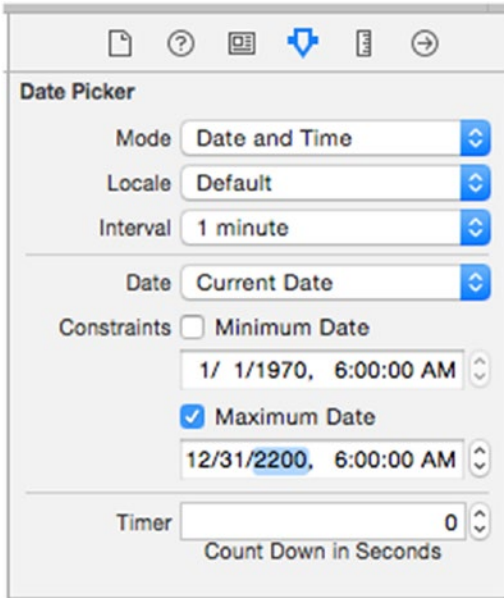 Date Picker
Mode Date and Time
Locale Default
Interval 1 minute
Date Current Date
Constraints Minimum Date
1/ 1/1970, 6:00:00 AM
Maximum Date
12/31/2200, 6:00:00 AM
Timer 0
Count Down in Seconds